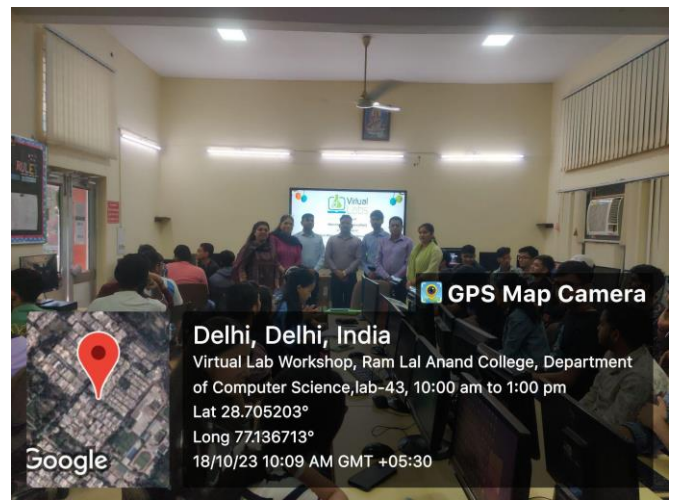 Virtual
RULES
GPS Map Camera
Delhi, Delhi, India
Virtual Lab Workshop, Ram Lal Anand College, Department
of Computer Science,lab-43, 10:00 am to 1:00 pm
Lat 28.705203°
Long 77.136713°
18/10/23 10:09 AM GMT +05:30
Google